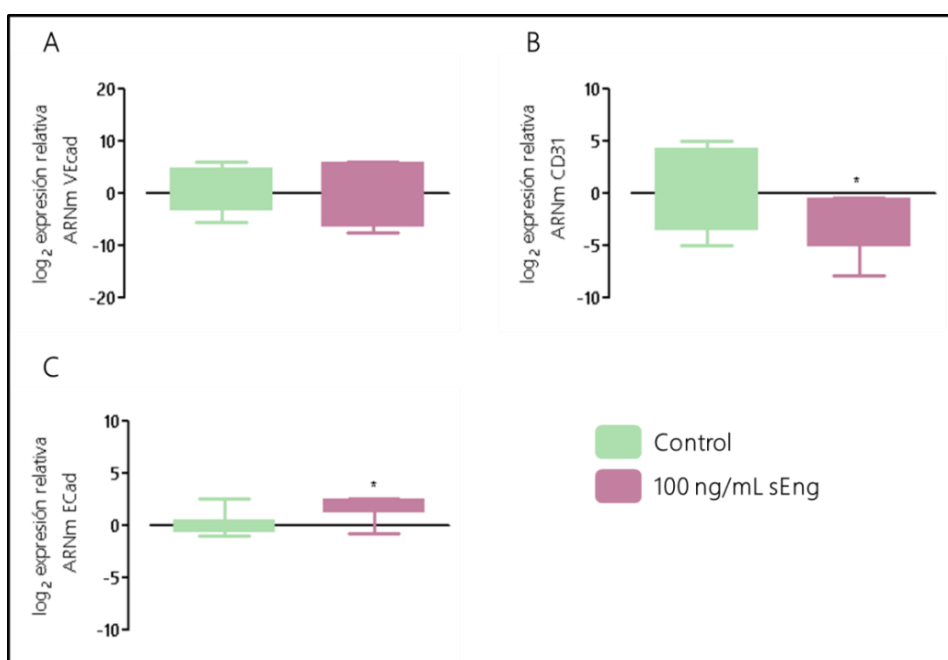 A
log₂ expresión relativa
ARNm VEcad
20
10
0
-10
-20
B
log₂ expresión relativa
ARNm CD31
10
5
0
-5
-10
*
C
log₂ expresión relativa
ARNm ECad
10
5
0
-5
-10
*
Control
100 ng/mL sEng